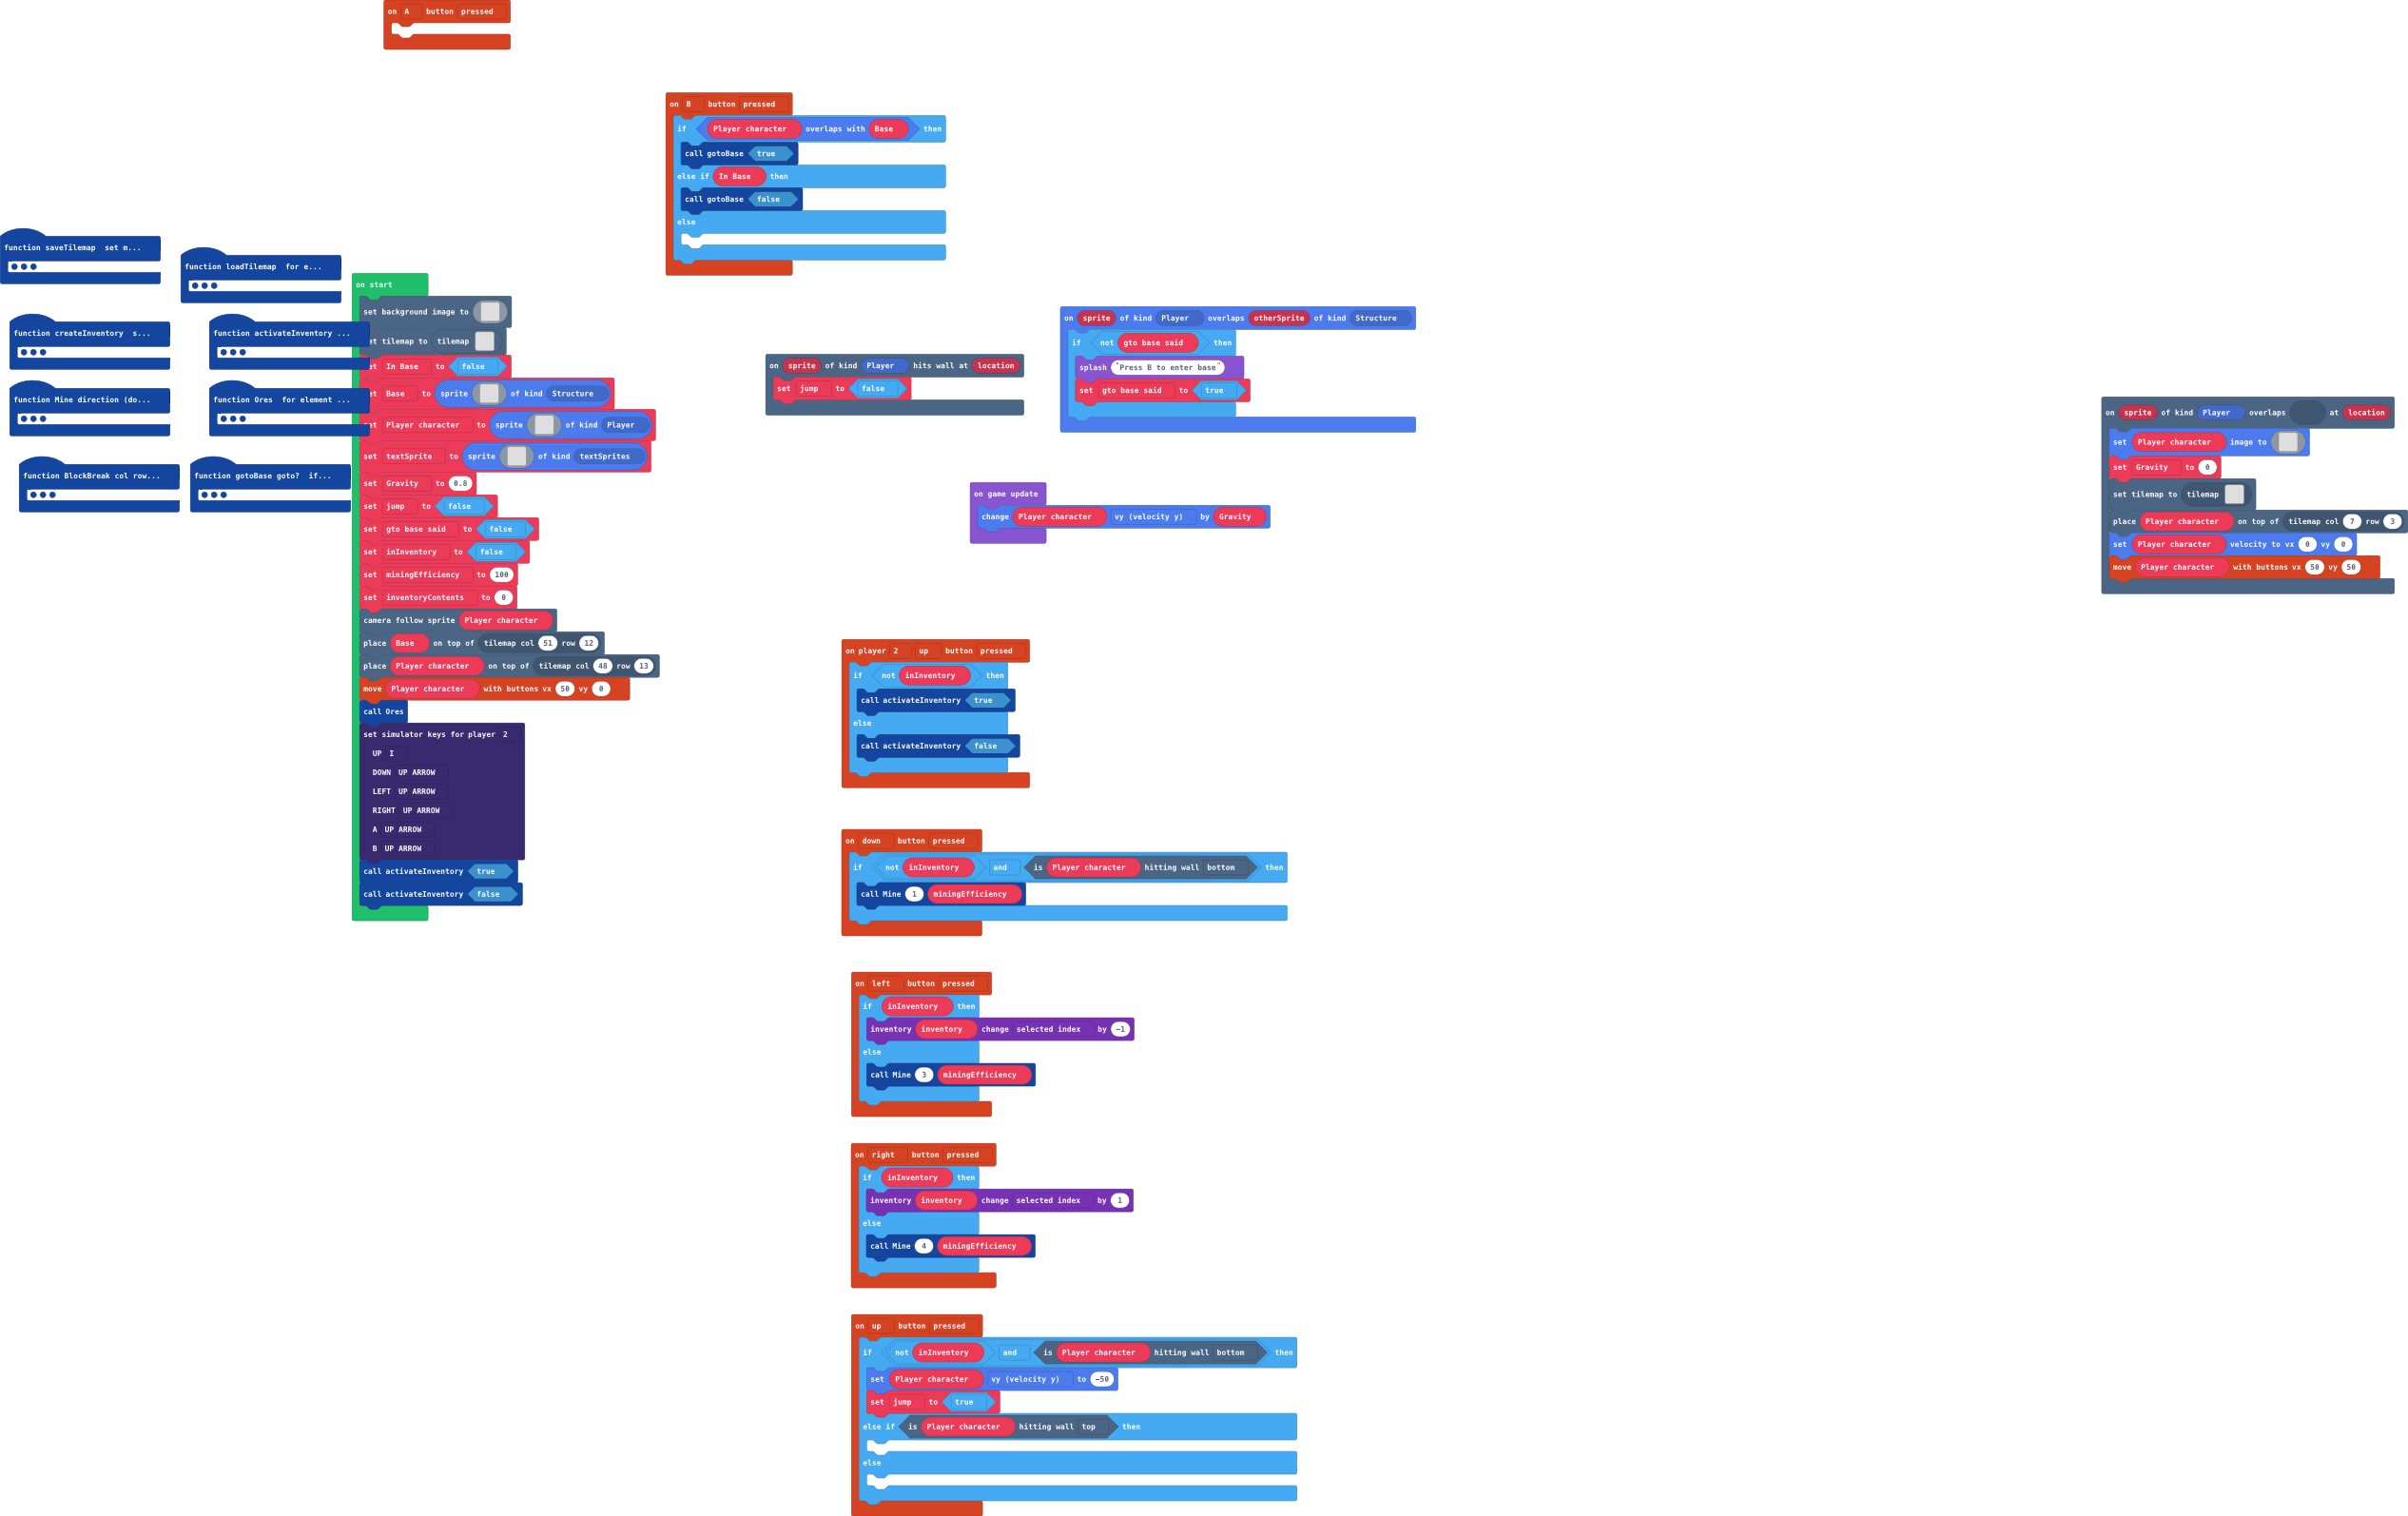 on A button pressed
on B button pressed
if Player character overlaps with Base then
call gotoBase true
else if In Base then
call gotoBase false
else
function saveTilemap set m...
function loadTilemap for e...
function createInventory s...
function activateInventory ...
function Mine direction (do...
function Ores for element ...
function BlockBreak col row...
function gotoBase goto? if...
on start
set background image to
et tilemap to tilemap
et In Base to false
et Base to sprite of kind Structure
et Player character to sprite of kind Player
set textSprite to sprite of kind textSprites
set Gravity to 0.8
set jump to false
set gto base said to false
set inInventory to false
set miningEfficiency to 100
set inventoryContents to 0
camera follow sprite Player character
place Base on top of tilemap col 51 row 12
place Player character on top of tilemap col 48 row 13
move Player character with buttons vx 50 vy 0
call Ores
set simulator keys for player 2
UP I
DOWN UP ARROW
LEFT UP ARROW
RIGHT UP ARROW
A UP ARROW
B UP ARROW
call activateInventory true
call activateInventory false
on sprite of kind Player hits wall at location
set jump to false
on sprite of kind Player overlaps otherSprite of kind Structure
if not gto base said then
splash "Press B to enter base"
set gto base said to true
on game update
change Player character vy (velocity y) by Gravity
on sprite of kind Player overlaps at location
set Player character image to
set Gravity to 0
set tilemap to tilemap
place Player character on top of tilemap col 7 row 3
set Player character velocity to vx 0 vy 0
move Player character with buttons vx 50 vy 50
on player 2 up button pressed
if not inInventory then
call activateInventory true
else
call activateInventory false
on down button pressed
if not inInventory and is Player character hitting wall bottom then
call Mine 1 miningEfficiency
on left button pressed
if inInventory then
inventory inventory change selected index by -1
else
call Mine 3 miningEfficiency
on right button pressed
if inInventory then
inventory inventory change selected index by 1
else
call Mine 4 miningEfficiency
on up button pressed
if not inInventory and is Player character hitting wall bottom then
set Player character vy (velocity y) to -50
set jump to true
else if is Player character hitting wall top then
else